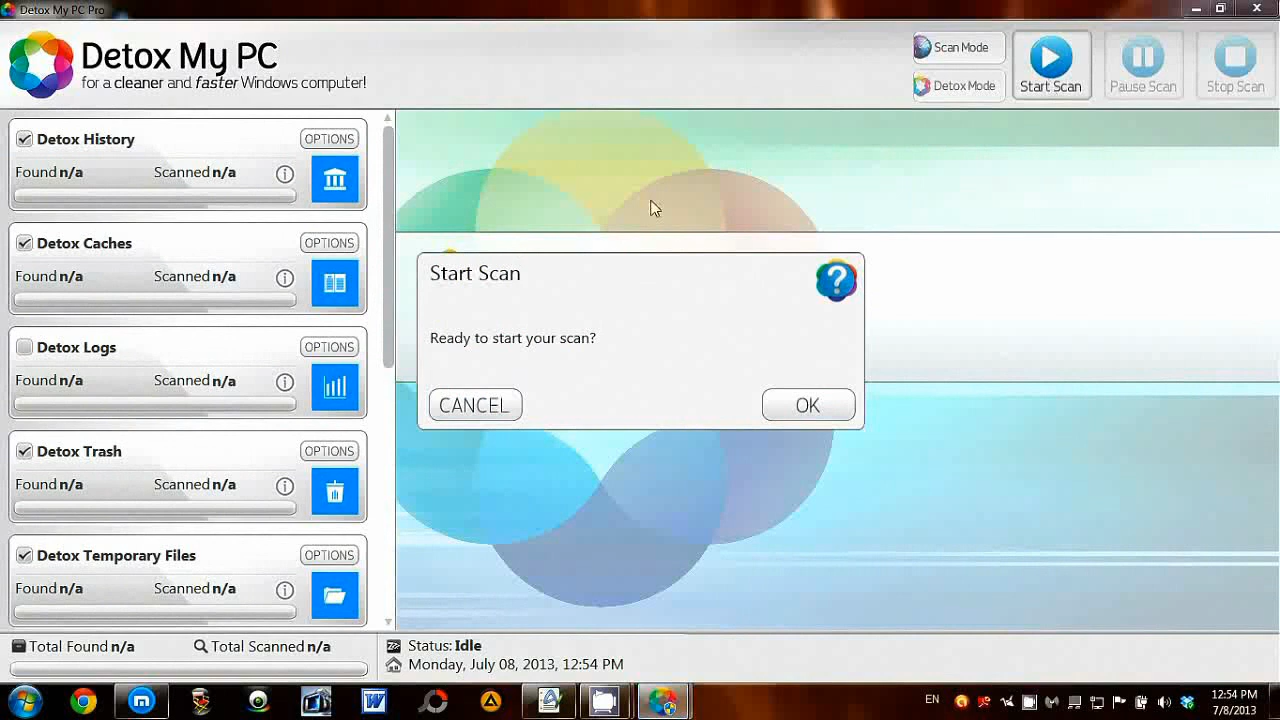 Detox My PC Pro
Detox My PC
for a cleaner and faster Windows computer!
Scan Mode
Detox Mode
Start Scan
Pause Scan
Stop Scan
Detox History
OPTIONS
Found n/a
Scanned n/a
Detox Caches
OPTIONS
Found n/a
Scanned n/a
Detox Logs
OPTIONS
Found n/a
Scanned n/a
Detox Trash
OPTIONS
Found n/a
Scanned n/a
Detox Temporary Files
OPTIONS
Found n/a
Scanned n/a
Total Found n/a
Total Scanned n/a
Start Scan
Ready to start your scan?
CANCEL
OK
Status: Idle
Monday, July 08, 2013, 12:54 PM
EN
12:54 PM
7/8/2013